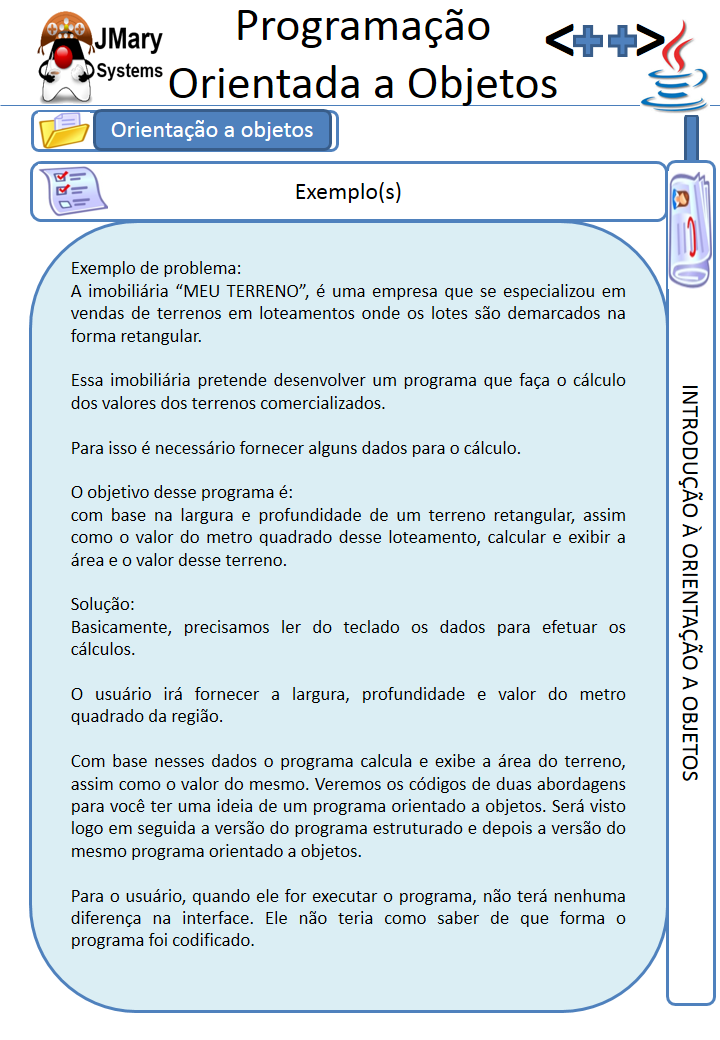 JMary
Systems
Programação
Orientada a Objetos
<++>
Orientação a objetos
Exemplo(s)
Exemplo de problema:
A imobiliária “MEU TERRENO”, é uma empresa que se especializou em
vendas de terrenos em loteamentos onde os lotes são demarcados na
forma retangular.
Essa imobiliária pretende desenvolver um programa que faça o cálculo
dos valores dos terrenos comercializados.
Para isso é necessário fornecer alguns dados para o cálculo.
O objetivo desse programa é:
com base na largura e profundidade de um terreno retangular, assim
como o valor do metro quadrado desse loteamento, calcular e exibir a
área e o valor desse terreno.
Solução:
Basicamente, precisamos ler do teclado os dados para efetuar os
cálculos.
O usuário irá fornecer a largura, profundidade e valor do metro
quadrado da região.
Com base nesses dados o programa calcula e exibe a área do terreno,
assim como o valor do mesmo. Veremos os códigos de duas abordagens
para você ter uma ideia de um programa orientado a objetos. Será visto
logo em seguida a versão do programa estruturado e depois a versão do
mesmo programa orientado a objetos.
Para o usuário, quando ele for executar o programa, não terá nenhuma
diferença na interface. Ele não teria como saber de que forma o
programa foi codificado.
INTRODUÇÃO À ORIENTAÇÃO A OBJETOS